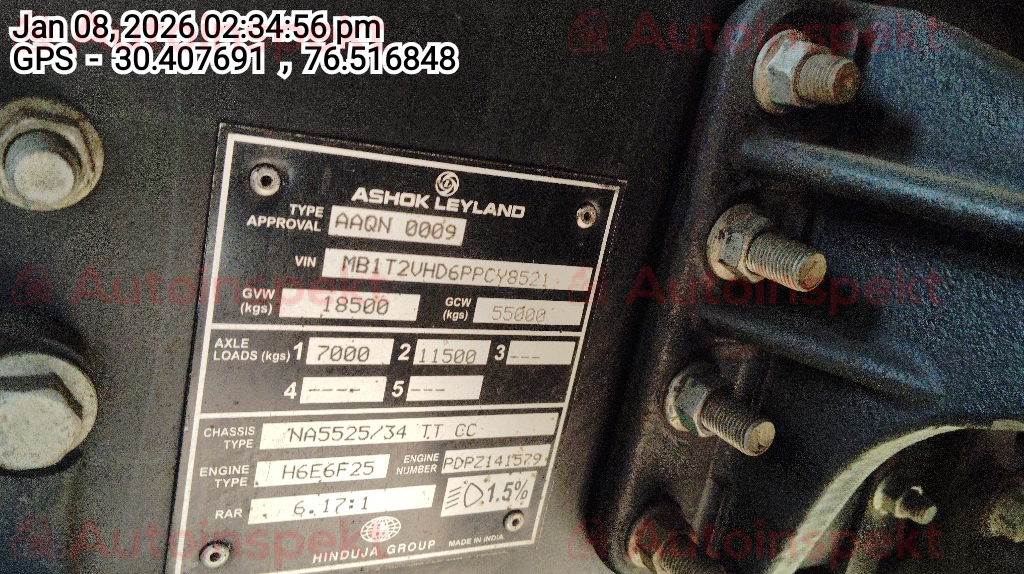 Jan 08, 2026 02:34:56 pm
GPS - 30.407691 , 76.516848
ASHOK LEYLAND
TYPE APPROVAL AAQN 0009
VIN MB1T2VHD6PPCY8521
GVW (kgs) 18500 GCW (kgs) 55000
AXLE LOADS (kgs) 1 7000 2 11500 3 ---
4 ---- 5 ---
CHASSIS TYPE NA5525/34 TT GC
ENGINE TYPE H6E6F25 ENGINE NUMBER PDPZ141579
RAR 6.17:1 1.5%
HINDUJA GROUP MADE IN INDIA
Autoinspekt Autoinspekt
Autoinspekt Autoinspekt
Autoinspekt Autoinspekt